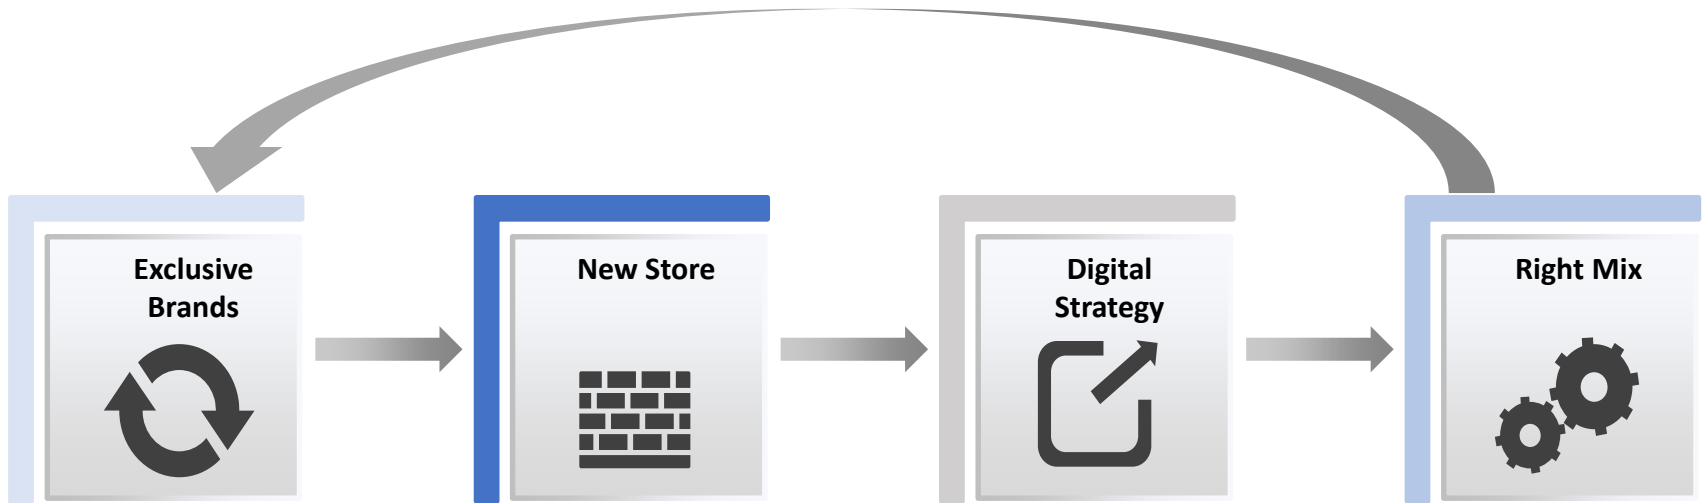 Exclusive
Brands
New Store
Digital
Strategy
Right Mix